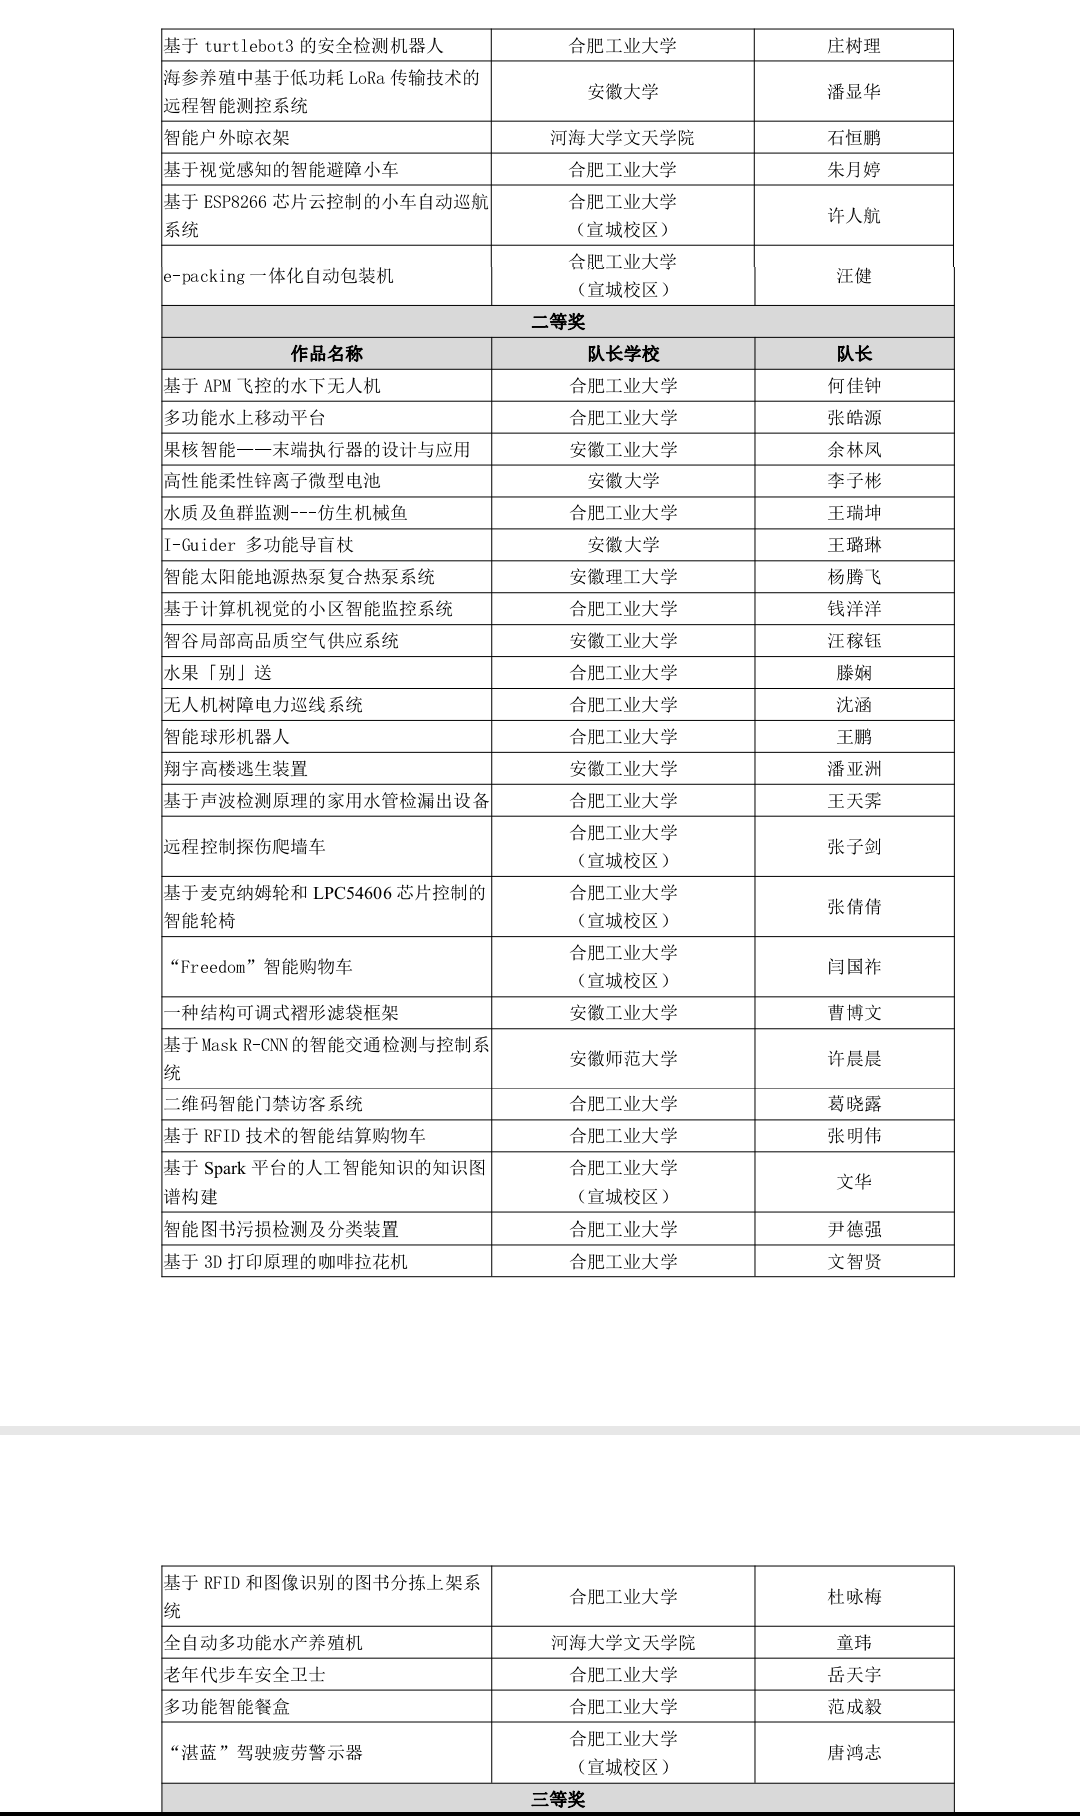 基于 turtlebot3 的安全检测机器人 合肥工业大学 庄树理
海参养殖中基于低功耗 LoRa 传输技术的
远程智能测控系统 安徽大学 潘显华
智能户外晾衣架 河海大学文天学院 石恒鹏
基于视觉感知的智能避障小车 合肥工业大学 朱月婷
基于 ESP8266 芯片云控制的小车自动巡航 合肥工业大学
系统 （宣城校区） 许人航
e-packing 一体化自动包装机 合肥工业大学
（宣城校区） 汪健
二等奖
作品名称 队长学校 队长
基于 APM 飞控的水下无人机 合肥工业大学 何佳钟
多功能水上移动平台 合肥工业大学 张皓源
果核智能——末端执行器的设计与应用 安徽工业大学 余林凤
高性能柔性锌离子微型电池 安徽大学 李子彬
水质及鱼群监测---仿生机械鱼 合肥工业大学 王瑞坤
I-Guider 多功能导盲杖 安徽大学 王璐琳
智能太阳能地源热泵复合热泵系统 安徽理工大学 杨腾飞
基于计算机视觉的小区智能监控系统 合肥工业大学 钱洋洋
智谷局部高品质空气供应系统 安徽工业大学 汪稼钰
水果「别」送 合肥工业大学 滕娴
无人机树障电力巡线系统 合肥工业大学 沈涵
智能球形机器人 合肥工业大学 王鹏
翔宇高楼逃生装置 安徽工业大学 潘亚洲
基于声波检测原理的家用水管检漏出设备 合肥工业大学 王天霁
远程控制探伤爬墙车 合肥工业大学
（宣城校区） 张子剑
基于麦克纳姆轮和 LPC54606 芯片控制的 合肥工业大学
智能轮椅 （宣城校区） 张倩倩
“Freedom”智能购物车 合肥工业大学
（宣城校区） 闫国祚
一种结构可调式褶形滤袋框架 安徽工业大学 曹博文
基于 Mask R-CNN 的智能交通检测与控制系
统 安徽师范大学 许晨晨
二维码智能门禁访客系统 合肥工业大学 葛晓露
基于 RFID 技术的智能结算购物车 合肥工业大学 张明伟
基于 Spark 平台的人工智能知识的知识图 合肥工业大学
谱构建 （宣城校区） 文华
智能图书污损检测及分类装置 合肥工业大学 尹德强
基于 3D 打印原理的咖啡拉花机 合肥工业大学 文智贤
基于 RFID 和图像识别的图书分拣上架系
统 合肥工业大学 杜咏梅
全自动多功能水产养殖机 河海大学文天学院 童玮
老年代步车安全卫士 合肥工业大学 岳天宇
多功能智能餐盒 合肥工业大学 范成毅
“湛蓝”驾驶疲劳警示器 合肥工业大学
（宣城校区） 唐鸿志
三等奖